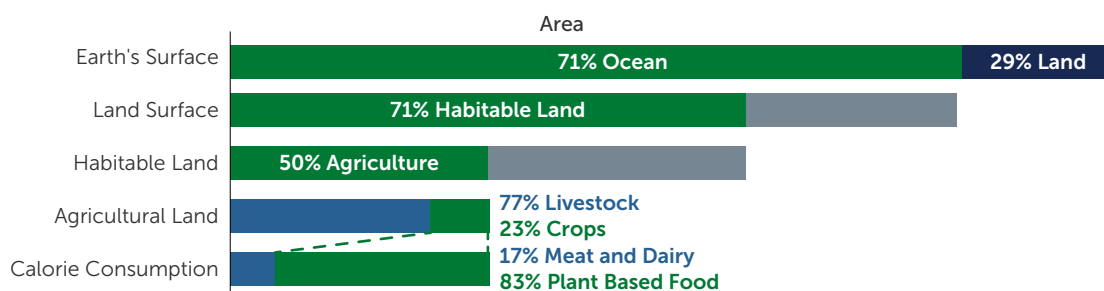 Area
Earth's Surface
71% Ocean
29% Land
Land Surface
71% Habitable Land
Habitable Land
50% Agriculture
Agricultural Land
77% Livestock
23% Crops
Calorie Consumption
17% Meat and Dairy
83% Plant Based Food